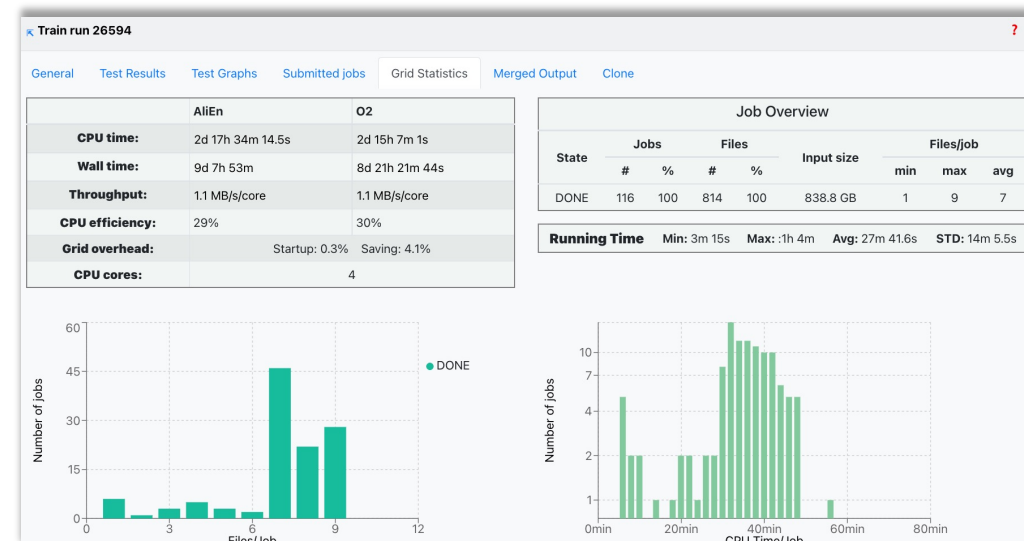 Train run 26594 ?
General Test Results Test Graphs Submitted jobs Grid Statistics Merged Output Clone
AliEn O2
CPU time: 2d 17h 34m 14.5s 2d 15h 7m 1s
Wall time: 9d 7h 53m 8d 21h 21m 44s
Throughput: 1.1 MB/s/core 1.1 MB/s/core
CPU efficiency: 29% 30%
Grid overhead: Startup: 0.3% Saving: 4.1%
CPU cores: 4
Job Overview
State Jobs Files Input size Files/job
# % # % min max avg
DONE 116 100 814 100 838.8 GB 1 9 7
Running Time Min: 3m 15s Max: :1h 4m Avg: 27m 41.6s STD: 14m 5.5s
60
45
30
15
0
Number of jobs
0 3 6 9 12
Files/Job
DONE
10
7
4
2
1
Number of jobs
0min 20min 40min 60min 80min
CPU Time/Job